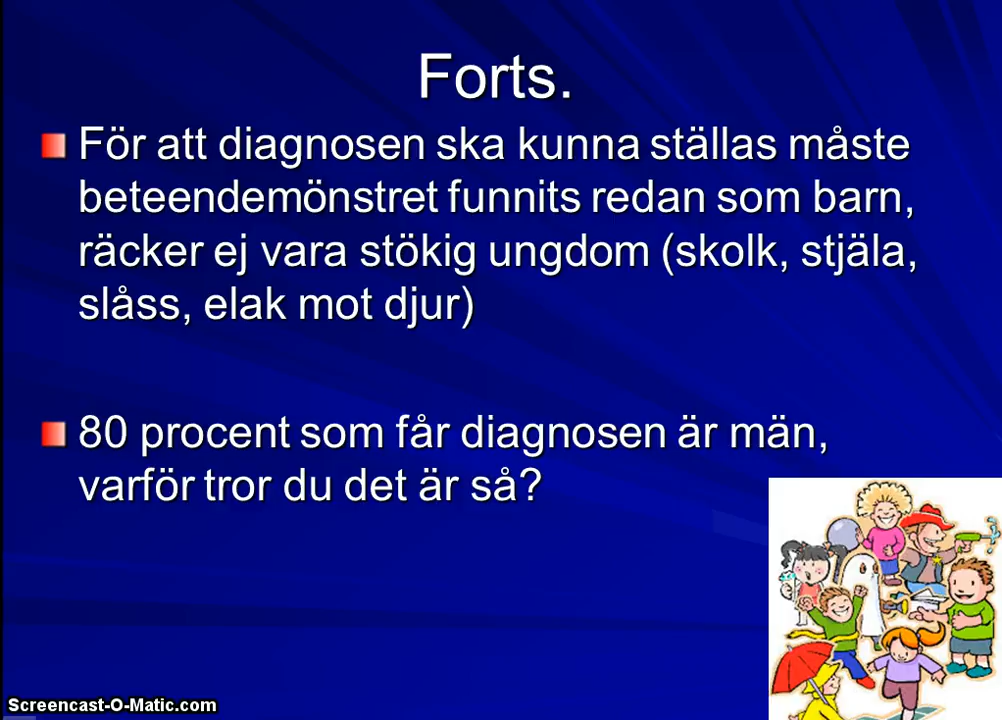 Forts.
För att diagnosen ska kunna ställas måste
beteendemönstret funnits redan som barn,
räcker ej vara stökig ungdom (skolk, stjäla,
slåss, elak mot djur)
80 procent som får diagnosen är män,
varför tror du det är så?
Screencast-O-Matic.com